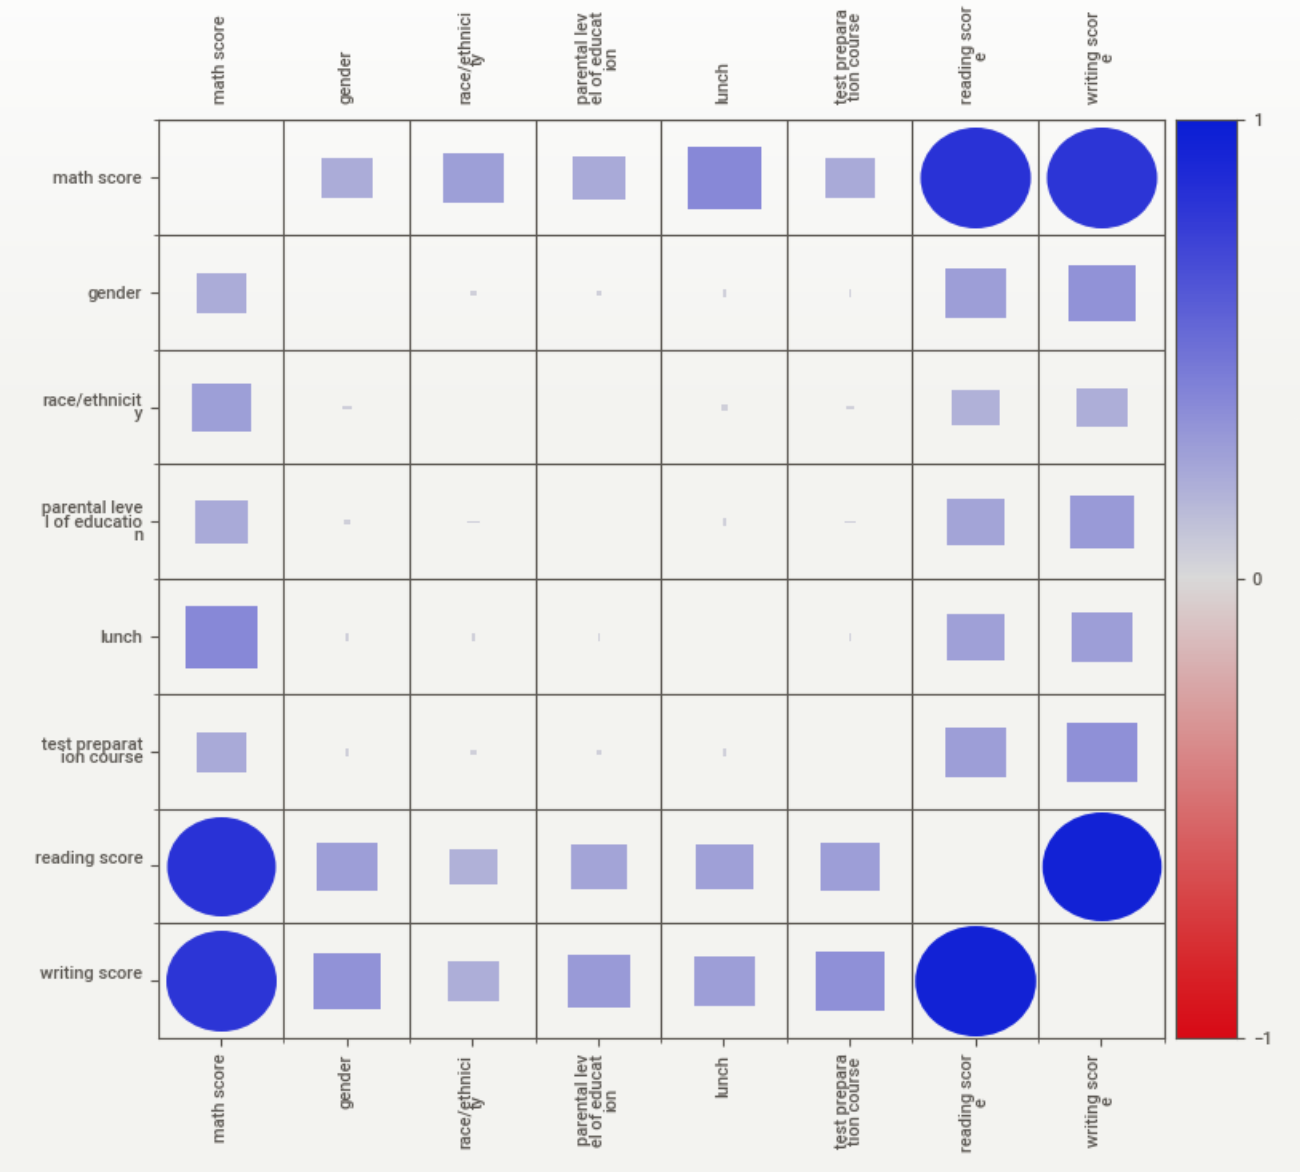 math score
gender
race/ethnici
ty
parental lev
el of educat
ion
lunch
test prepara
tion course
reading scor
e
writing scor
e
math score
gender
race/ethnicit
y
parental leve
l of educatio
n
lunch
test preparat
ion course
reading score
writing score
1
0
−1
math score
gender
race/ethnici
ty
parental lev
el of educat
ion
lunch
test prepara
tion course
reading scor
e
writing scor
e